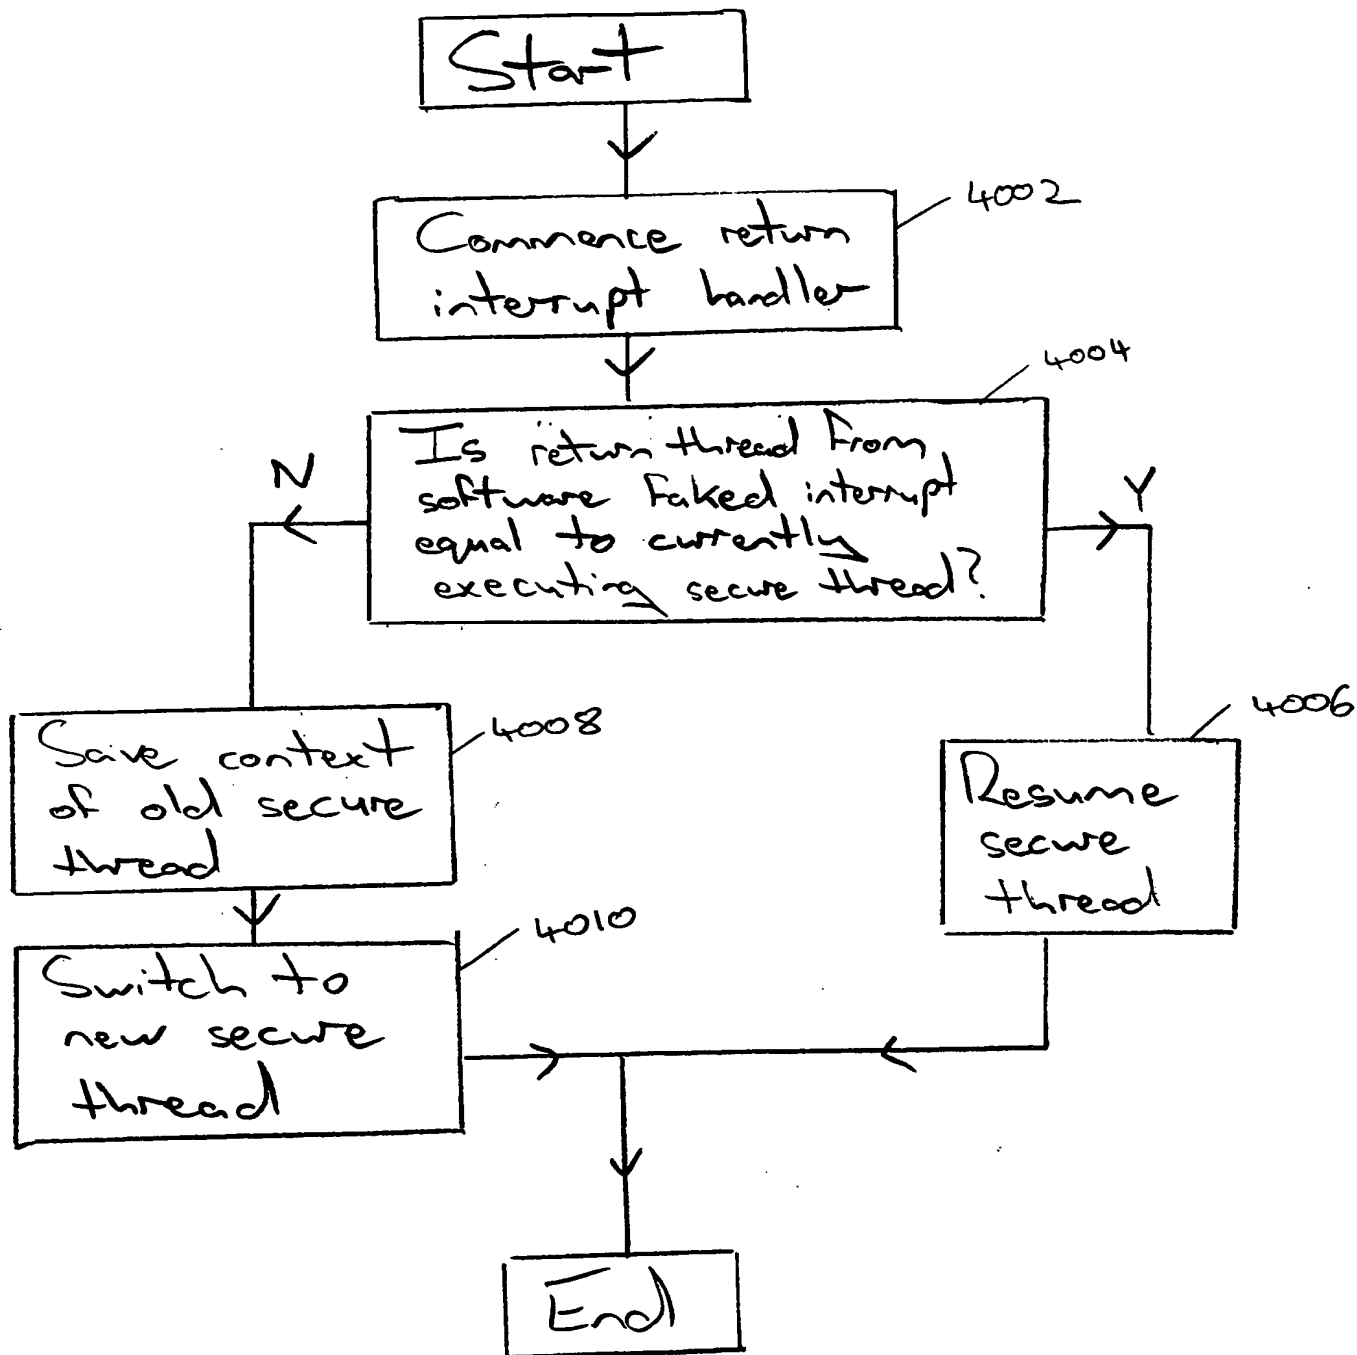 Start
4002
Commence return
interrupt handler
4004
Is return thread from
software faked interrupt
equal to currently
executing secure thread?
N
Y
4008
Save context
of old secure
thread
4006
Resume
secure
thread
4010
Switch to
new secure
thread
End